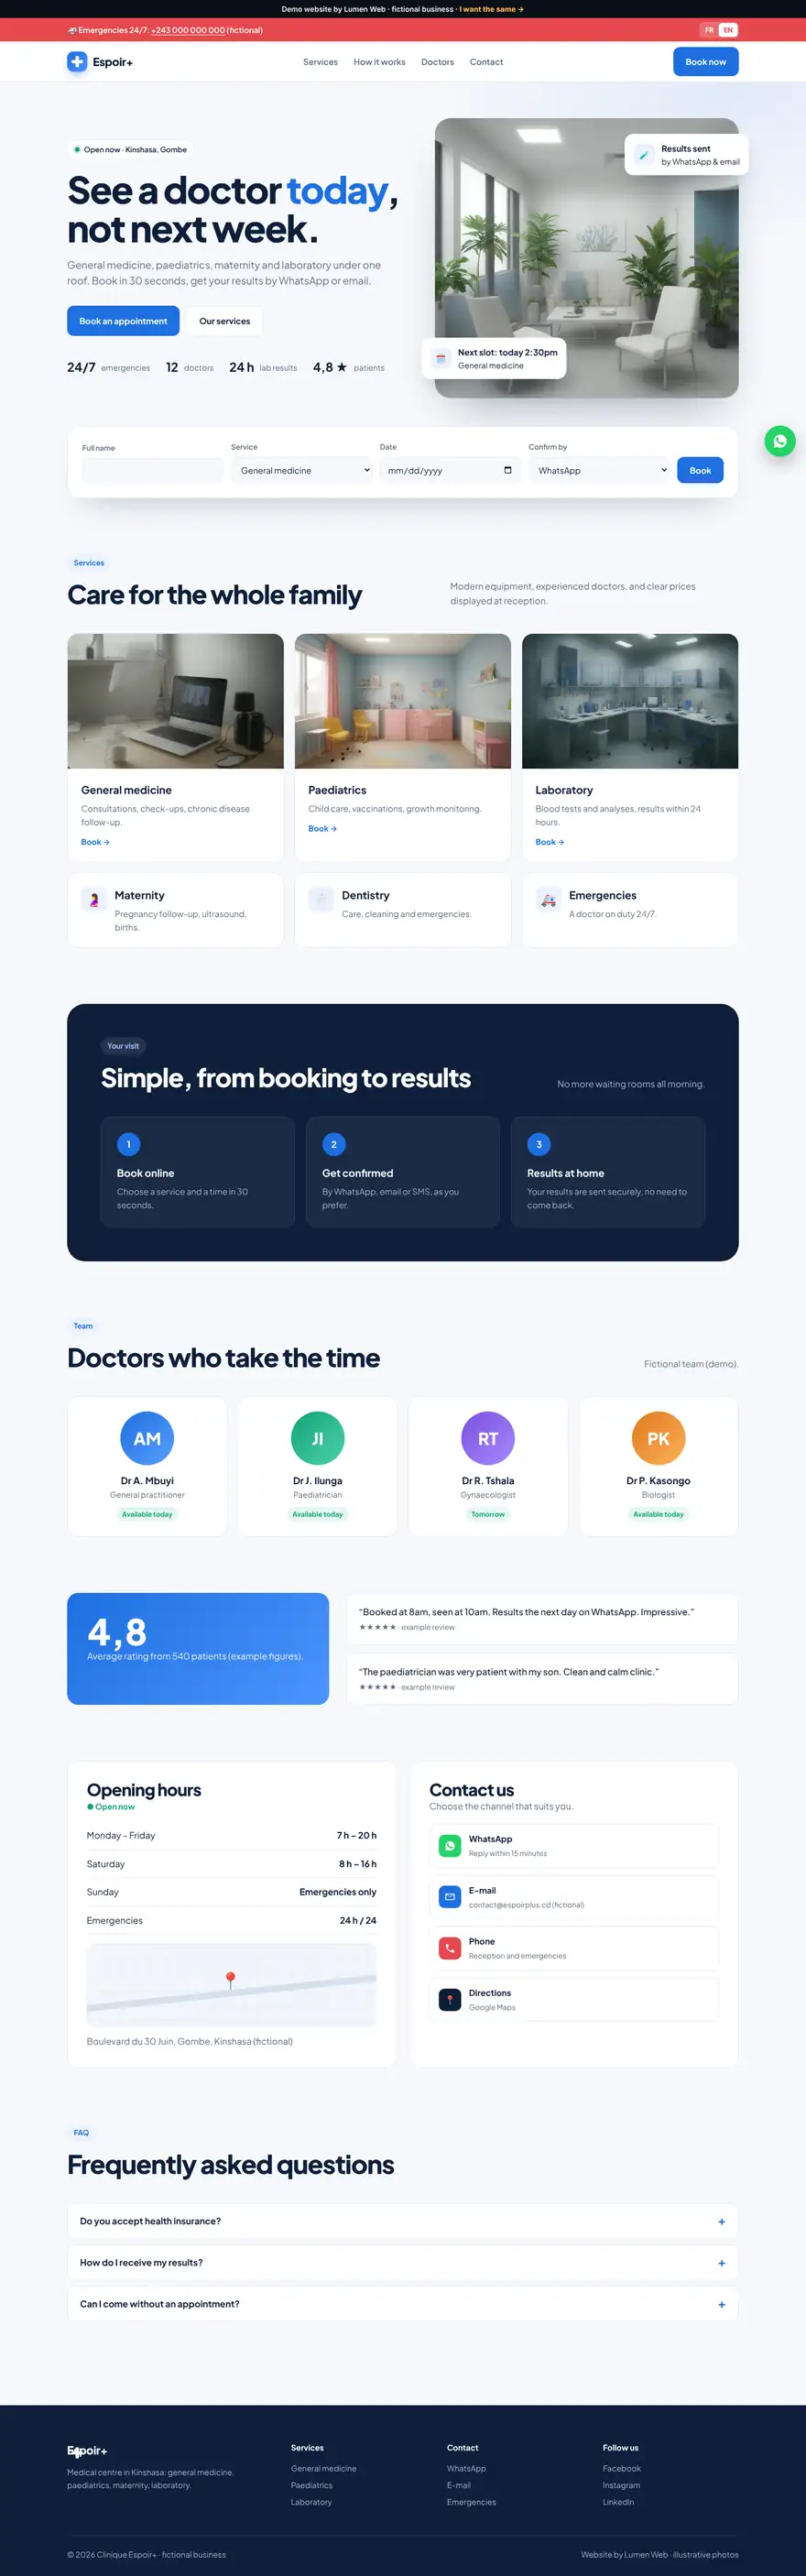 Demo website by Lumen Web · fictional business · I want the same →
🚑 Emergencies 24/7: +243 000 000 000 (fictional)
FR EN
Espoir+
Services How it works Doctors Contact
Book now
Open now · Kinshasa, Gombe
See a doctor today,
not next week.
General medicine, paediatrics, maternity and laboratory under one
roof. Book in 30 seconds, get your results by WhatsApp or email.
Book an appointment Our services
24/7 emergencies 12 doctors 24 h lab results 4,8 ★ patients
Results sent
by WhatsApp & email
Next slot: today 2:30pm
General medicine
Full name Service Date Confirm by
General medicine mm/dd/yyyy WhatsApp Book
Services
Care for the whole family
Modern equipment, experienced doctors, and clear prices
displayed at reception.
General medicine
Consultations, check-ups, chronic disease
follow-up.
Book →
Paediatrics
Child care, vaccinations, growth monitoring.
Book →
Laboratory
Blood tests and analyses, results within 24
hours.
Book →
Maternity
Pregnancy follow-up, ultrasound,
births.
Dentistry
Care, cleaning and emergencies.
Emergencies
A doctor on duty 24/7.
Your visit
Simple, from booking to results
No more waiting rooms all morning.
1
Book online
Choose a service and a time in 30
seconds.
2
Get confirmed
By WhatsApp, email or SMS, as you
prefer.
3
Results at home
Your results are sent securely, no need to
come back.
Team
Doctors who take the time
Fictional team (demo).
AM
Dr A. Mbuyi
General practitioner
Available today
JI
Dr J. Ilunga
Paediatrician
Available today
RT
Dr R. Tshala
Gynaecologist
Tomorrow
PK
Dr P. Kasongo
Biologist
Available today
4,8
Average rating from 540 patients (example figures).
“Booked at 8am, seen at 10am. Results the next day on WhatsApp. Impressive.”
★★★★★ · example review
“The paediatrician was very patient with my son. Clean and calm clinic.”
★★★★★ · example review
Opening hours
● Open now
Monday – Friday 7 h – 20 h
Saturday 8 h – 16 h
Sunday Emergencies only
Emergencies 24 h / 24
Boulevard du 30 Juin, Gombe, Kinshasa (fictional)
Contact us
Choose the channel that suits you.
WhatsApp
Reply within 15 minutes
E-mail
contact@espoirplus.cd (fictional)
Phone
Reception and emergencies
Directions
Google Maps
FAQ
Frequently asked questions
Do you accept health insurance? +
How do I receive my results? +
Can I come without an appointment? +
Espoir+
Medical centre in Kinshasa: general medicine,
paediatrics, maternity, laboratory.
Services
General medicine
Paediatrics
Laboratory
Contact
WhatsApp
E-mail
Emergencies
Follow us
Facebook
Instagram
LinkedIn
© 2026 Clinique Espoir+ · fictional business
Website by Lumen Web · illustrative photos